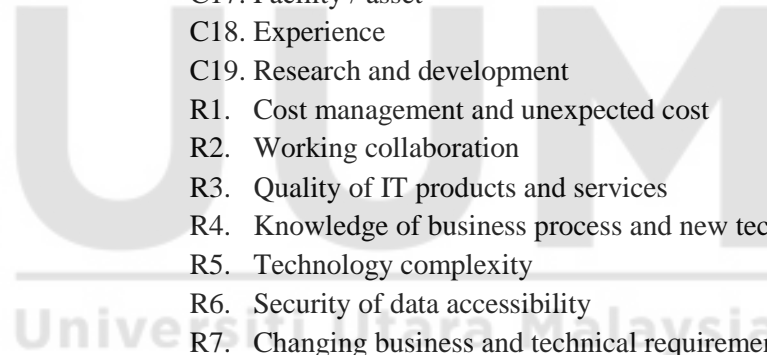 C17. Facility / asset
C18. Experience
C19. Research and development
R1. Cost management and unexpected cost
R2. Working collaboration
R3. Quality of IT products and services
R4. Knowledge of business process and new
R5. Technology complexity
R6. Security of data accessibility
R7. Changing business and technical
UUM
Universiti Utara Malaysia